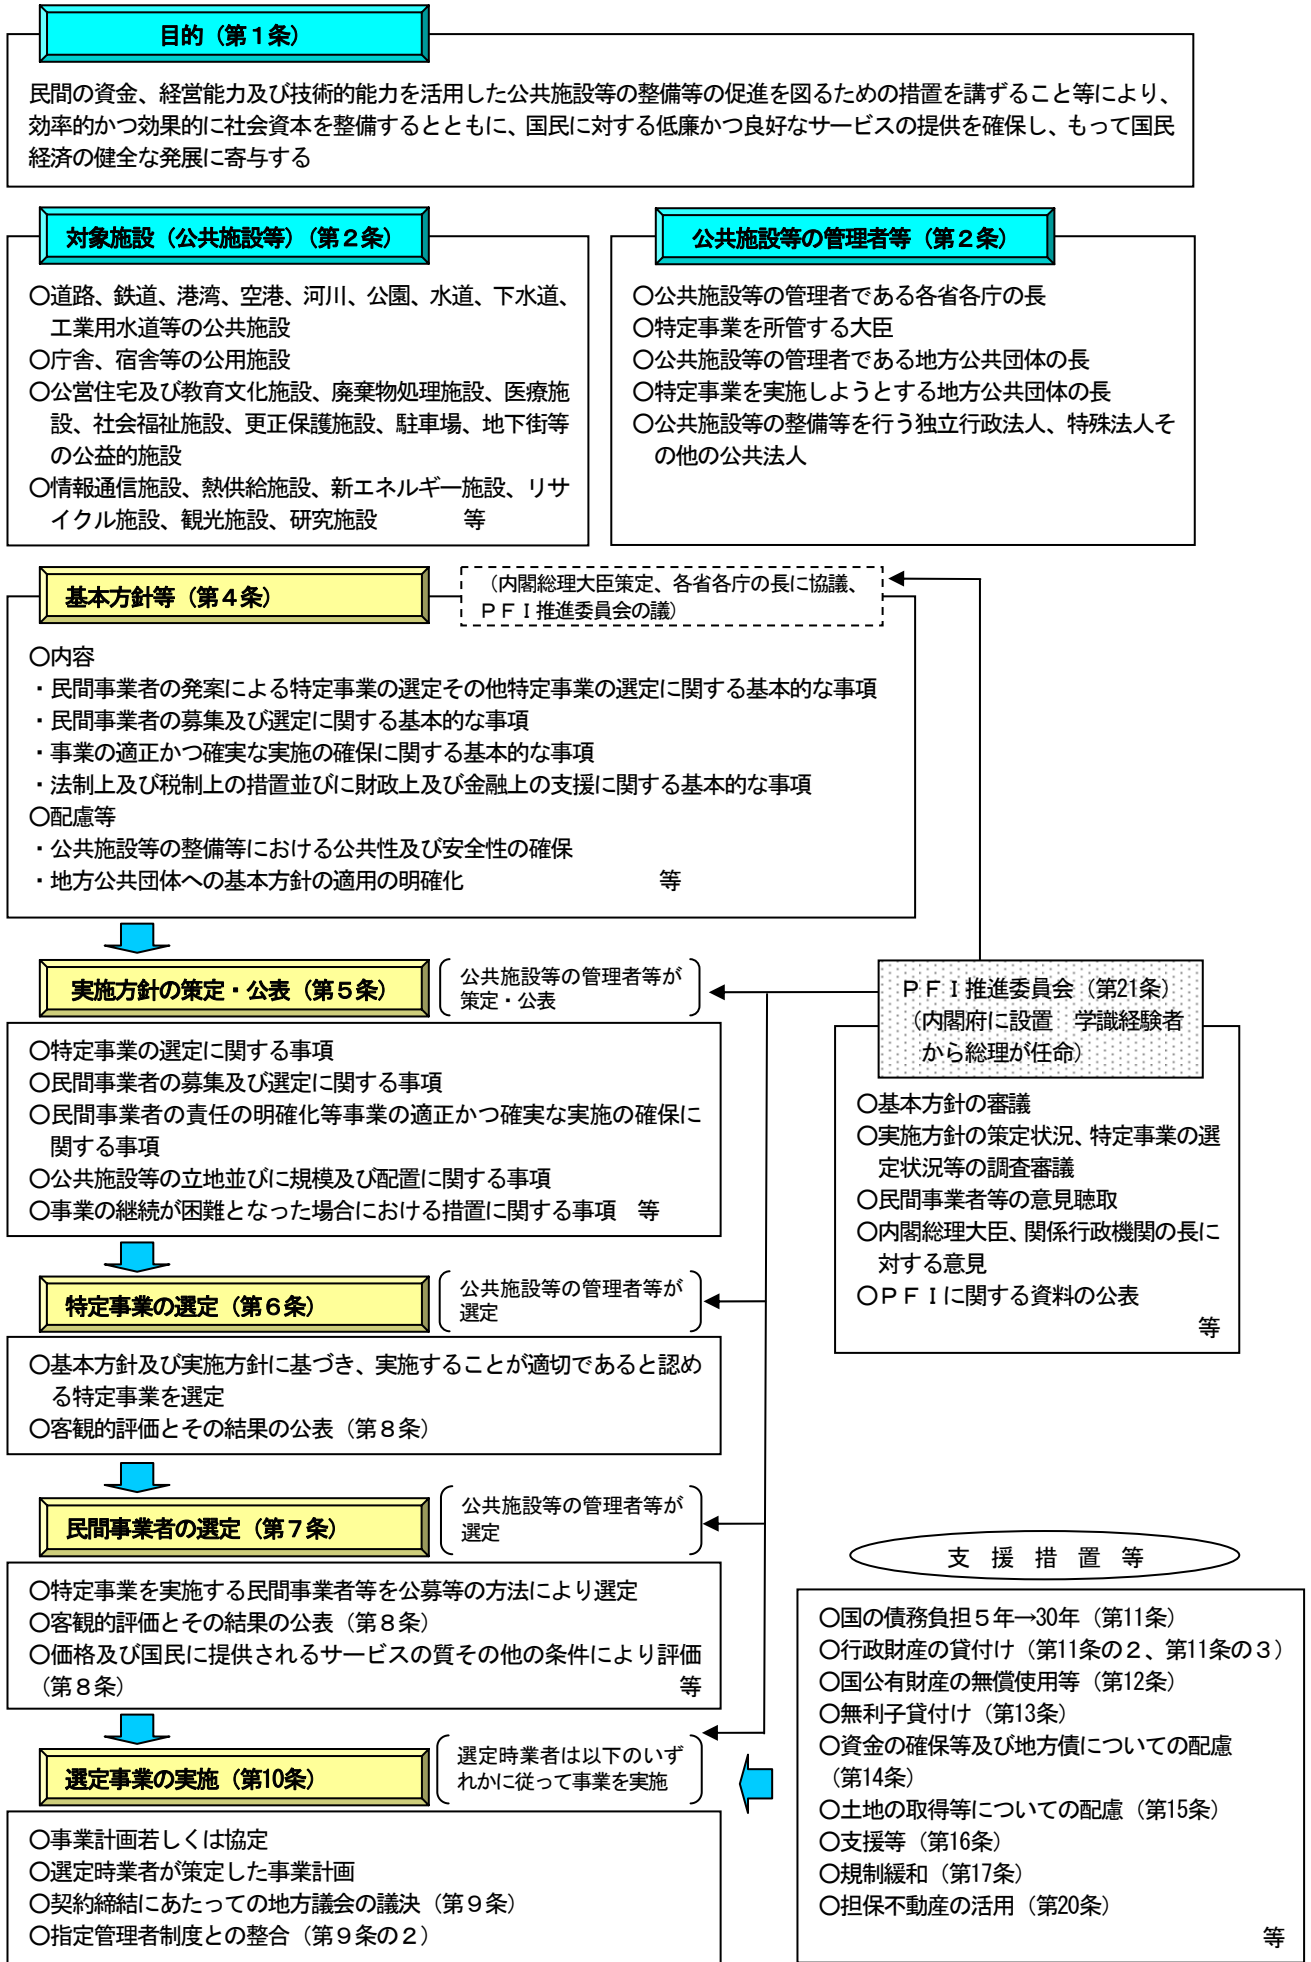 目的（第１条）
民間の資金、経営能力及び技術的能力を活用した公共施設等の整備等の促進を図るための措置を講ずること等により、
効率的かつ効果的に社会資本を整備するとともに、国民に対する低廉かつ良好なサービスの提供を確保し、もって国民
経済の健全な発展に寄与する
対象施設（公共施設等）（第２条）
○道路、鉄道、港湾、空港、河川、公園、水道、下水道、
工業用水道等の公共施設
○庁舎、宿舎等の公用施設
○公営住宅及び教育文化施設、廃棄物処理施設、医療施
設、社会福祉施設、更正保護施設、駐車場、地下街等
の公益的施設
○情報通信施設、熱供給施設、新エネルギー施設、リサ
イクル施設、観光施設、研究施設　　　　等
公共施設等の管理者等（第２条）
○公共施設等の管理者である各省各庁の長
○特定事業を所管する大臣
○公共施設等の管理者である地方公共団体の長
○特定事業を実施しようとする地方公共団体の長
○公共施設等の整備等を行う独立行政法人、特殊法人そ
の他の公共法人
基本方針等（第４条）
（内閣総理大臣策定、各省各庁の長に協議、
ＰＦＩ推進委員会の議）
○内容
・民間事業者の発案による特定事業の選定その他特定事業の選定に関する基本的な事項
・民間事業者の募集及び選定に関する基本的な事項
・事業の適正かつ確実な実施の確保に関する基本的な事項
・法制上及び税制上の措置並びに財政上及び金融上の支援に関する基本的な事項
○配慮等
・公共施設等の整備等における公共性及び安全性の確保
・地方公共団体への基本方針の適用の明確化　　　　　　　　　等
実施方針の策定・公表（第５条）
公共施設等の管理者等が
策定・公表
○特定事業の選定に関する事項
○民間事業者の募集及び選定に関する事項
○民間事業者の責任の明確化等事業の適正かつ確実な実施の確保に
関する事項
○公共施設等の立地並びに規模及び配置に関する事項
○事業の継続が困難となった場合における措置に関する事項　等
ＰＦＩ推進委員会（第21条）
（内閣府に設置　学識経験者
から総理が任命）
○基本方針の審議
○実施方針の策定状況、特定事業の選
定状況等の調査審議
○民間事業者等の意見聴取
○内閣総理大臣、関係行政機関の長に
対する意見
○ＰＦＩに関する資料の公表
等
特定事業の選定（第６条）
公共施設等の管理者等が
選定
○基本方針及び実施方針に基づき、実施することが適切であると認め
る特定事業を選定
○客観的評価とその結果の公表（第８条）
民間事業者の選定（第７条）
公共施設等の管理者等が
選定
○特定事業を実施する民間事業者等を公募等の方法により選定
○客観的評価とその結果の公表（第８条）
○価格及び国民に提供されるサービスの質その他の条件により評価
（第８条）　　　　　　　　　　　　　　　　　　　　　　　　　等
選定事業の実施（第10条）
選定時業者は以下のいず
れかに従って事業を実施
○事業計画若しくは協定
○選定時業者が策定した事業計画
○契約締結にあたっての地方議会の議決（第９条）
○指定管理者制度との整合（第９条の２）
支　援　措　置　等
○国の債務負担５年→30年（第11条）
○行政財産の貸付け（第11条の２、第11条の３）
○国公有財産の無償使用等（第12条）
○無利子貸付け（第13条）
○資金の確保等及び地方債についての配慮
（第14条）
○土地の取得等についての配慮（第15条）
○支援等（第16条）
○規制緩和（第17条）
○担保不動産の活用（第20条）
等